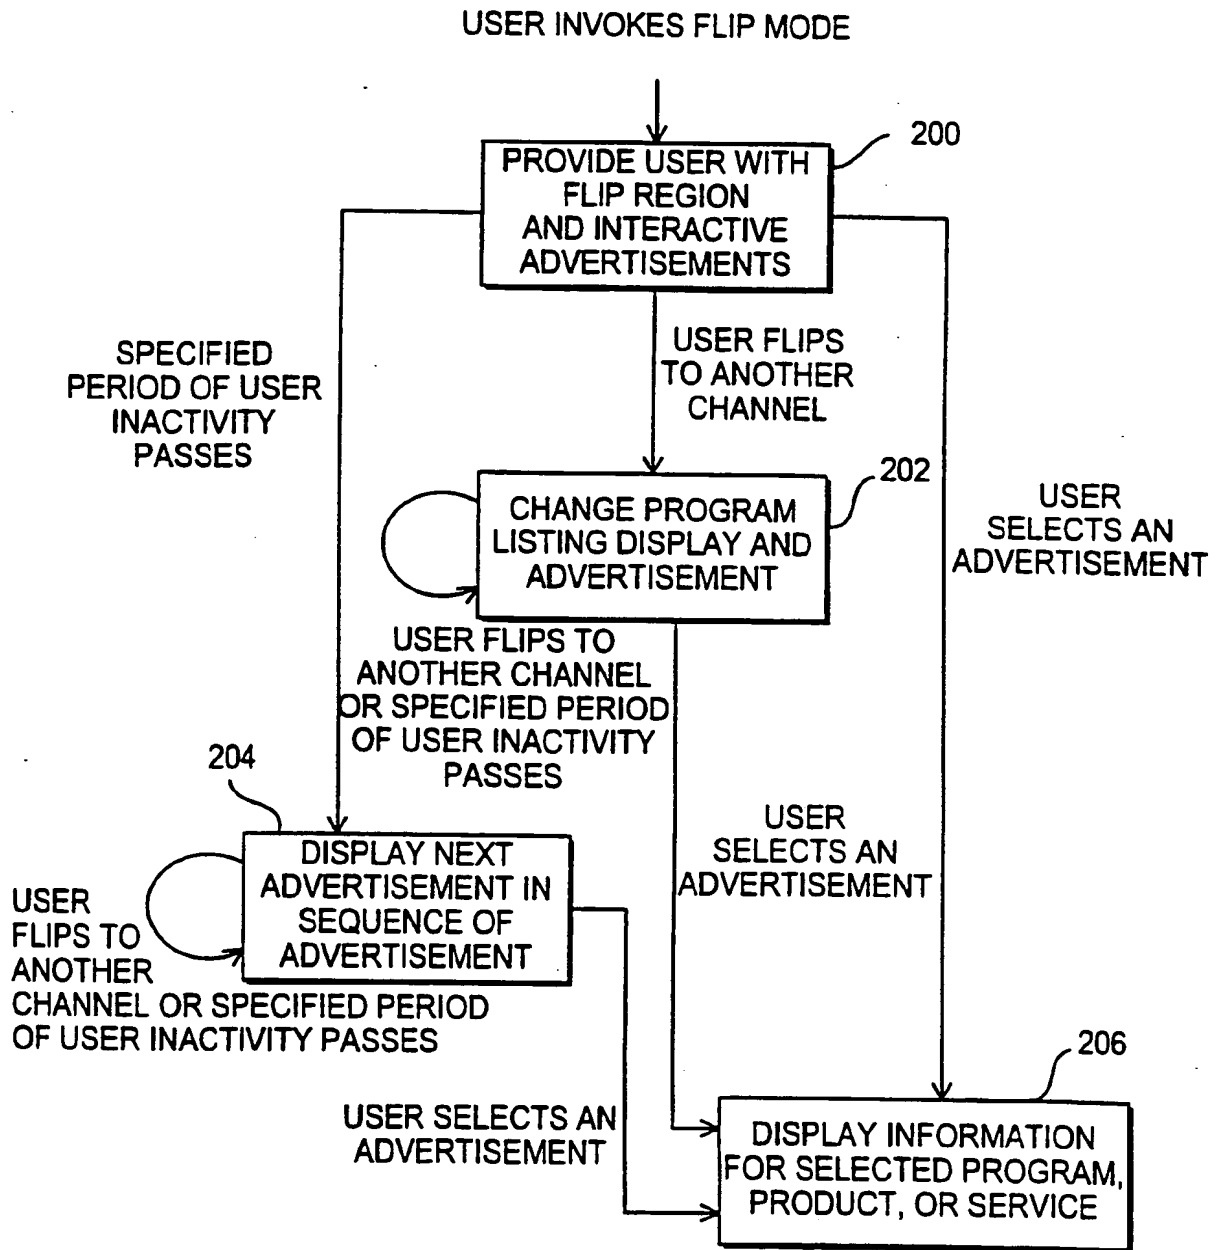 USER INVOKES FLIP MODE
200
PROVIDE USER WITH
FLIP REGION
AND INTERACTIVE
ADVERTISEMENTS
SPECIFIED
PERIOD OF USER
INACTIVITY
PASSES
USER FLIPS
TO ANOTHER
CHANNEL
202
CHANGE PROGRAM
LISTING DISPLAY AND
ADVERTISEMENT
USER
SELECTS AN
ADVERTISEMENT
USER FLIPS TO
ANOTHER CHANNEL
OR SPECIFIED PERIOD
OF USER INACTIVITY
PASSES
204
DISPLAY NEXT
ADVERTISEMENT IN
SEQUENCE OF
ADVERTISEMENT
USER
SELECTS AN
ADVERTISEMENT
USER
FLIPS TO
ANOTHER
CHANNEL OR SPECIFIED PERIOD
OF USER INACTIVITY PASSES
206
USER SELECTS AN
ADVERTISEMENT
DISPLAY INFORMATION
FOR SELECTED PROGRAM,
PRODUCT, OR SERVICE